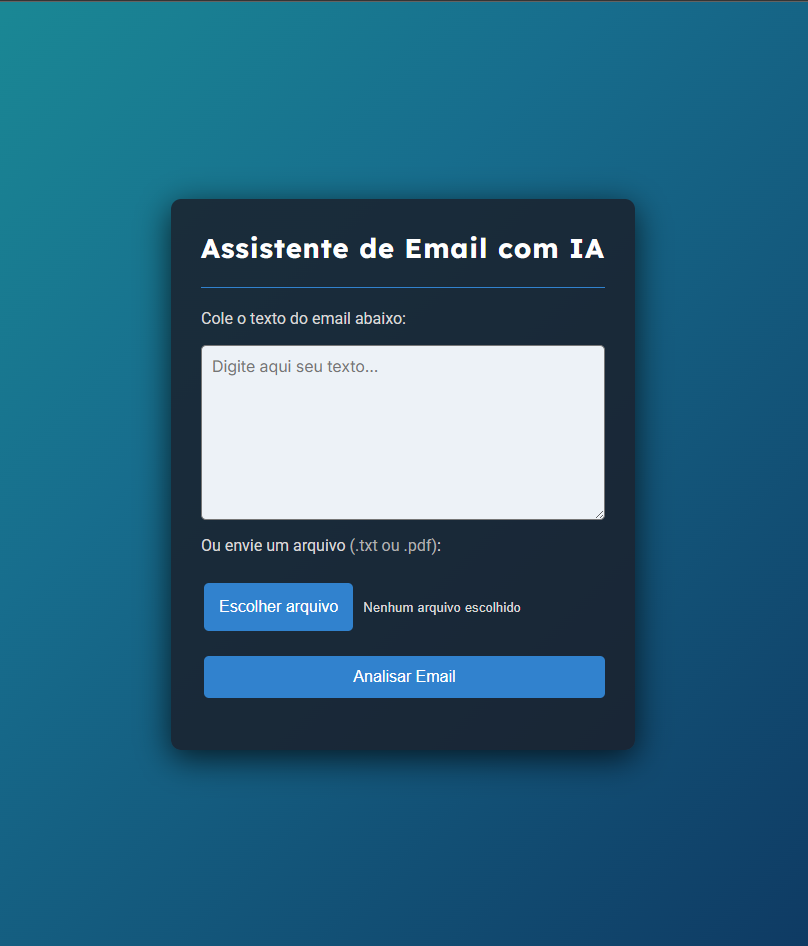 Assistente de Email com IA
Cole o texto do email abaixo:
Digite aqui seu texto...
Ou envie um arquivo (.txt ou .pdf):
Escolher arquivo Nenhum arquivo escolhido
Analisar Email